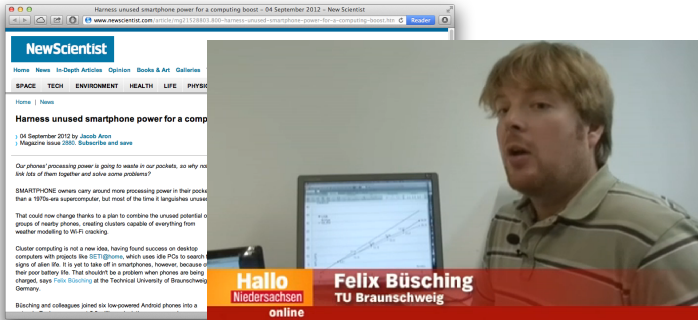 Harness unused smartphone power for a computing boost – 04 September 2012 – New Scientist
www.newscientist.com/article/mg21528803.800-harness-unused-smartphone-power-for-a-computing-boost.htm
Reader
NewScientist
Home News In-Depth Articles Opinion Books & Art Galleries
SPACE TECH ENVIRONMENT HEALTH LIFE PHYSIC
Home | News
Harness unused smartphone power for a comp
04 September 2012 by Jacob Aron
Magazine issue 2880. Subscribe and save
Our phones' processing power is going to waste in our pockets, so why not
link lots of them together and solve some problems?
SMARTPHONE owners carry around more processing power in their pocke
than a 1970s-era supercomputer, but most of the time it languishes unuse
That could now change thanks to a plan to combine the unused potential o
groups of nearby phones, creating clusters capable of everything from
weather modelling to Wi-Fi cracking.
Cluster computing is not a new idea, having found success on desktop
computers with projects like SETI@home, which uses idle PCs to search f
signs of alien life. It is yet to take off in smartphones, however, because o
their poor battery life. That shouldn't be a problem when phones are being
charged, says Felix Büsching at the Technical University of Braunschweig
Germany.
Büsching and colleagues joined six low-powered Android phones into a
Hallo
Niedersachsen
online
Felix Büsching
TU Braunschweig